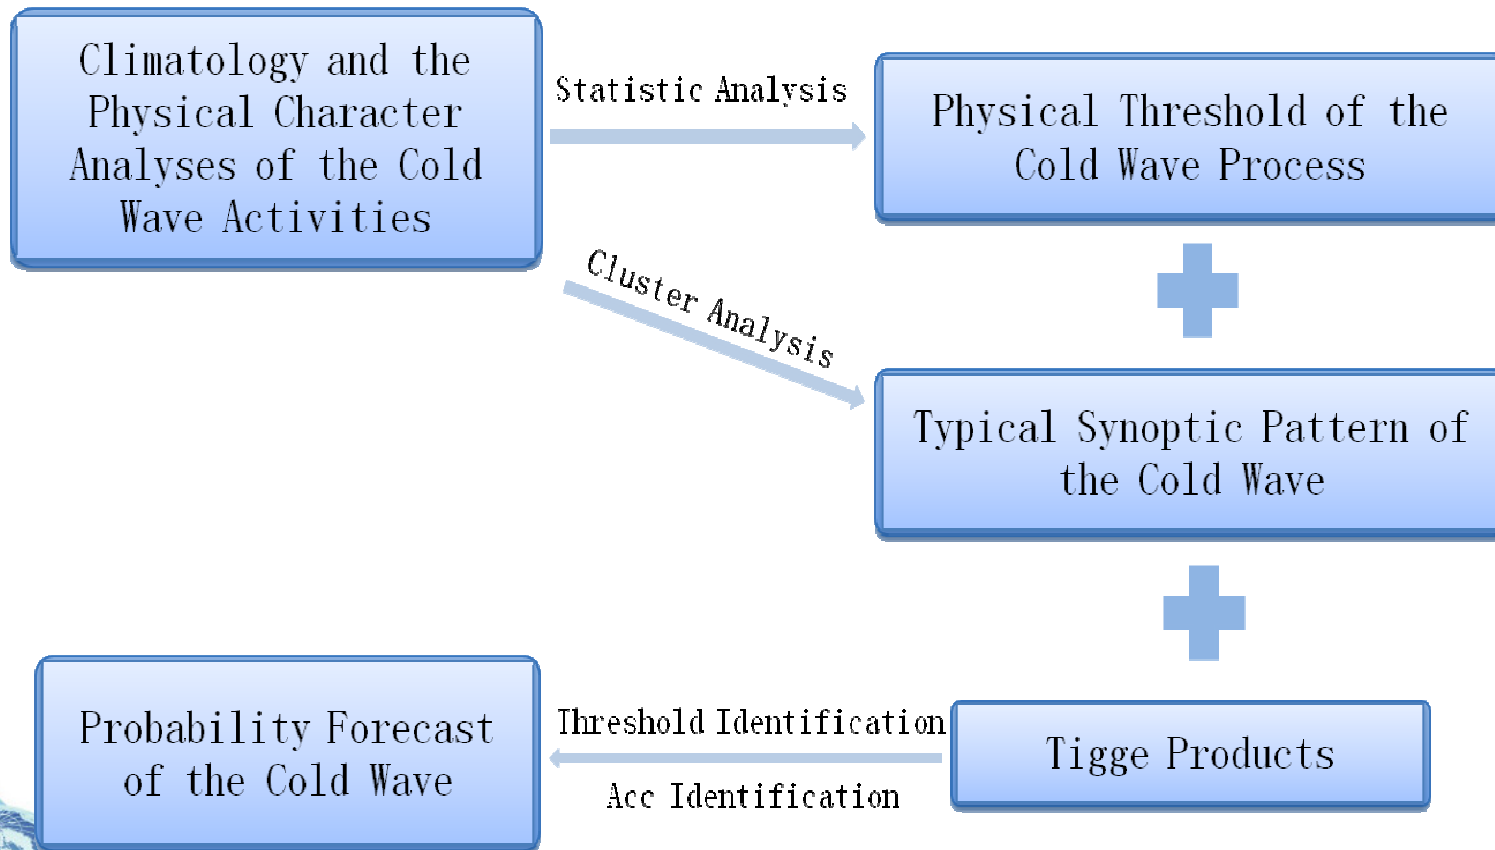 Climatology and the
Physical Character
Analyses of the Cold
Wave Activities
Statistic Analysis
Physical Threshold of the
Cold Wave Process
Cluster Analysis
Typical Synoptic Pattern of
the Cold Wave
Probability Forecast
of the Cold Wave
Threshold Identification
Acc Identification
Tigge Products